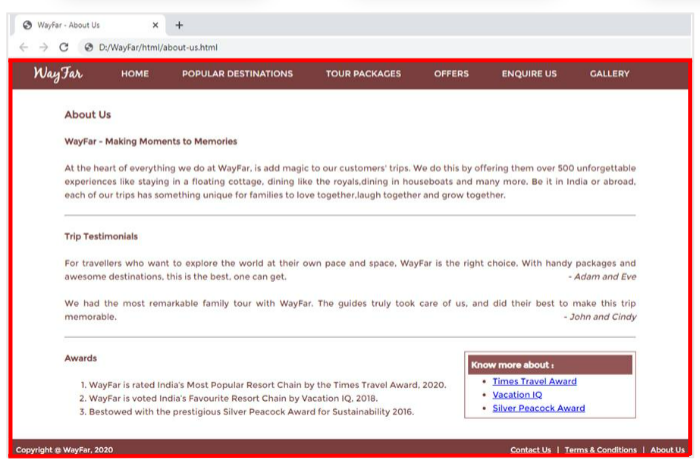 WayFar - About Us
D:/WayFar/html/about-us.html
WayFar HOME POPULAR DESTINATIONS TOUR PACKAGES OFFERS ENQUIRE US GALLERY
About Us
WayFar - Making Moments to Memories
At the heart of everything we do at WayFar, is add magic to our customers' trips. We do this by offering them over 500 unforgettable
experiences like staying in a floating cottage, dining like the royals,dining in houseboats and many more. Be it in India or abroad,
each of our trips has something unique for families to love together,laugh together and grow together.
Trip Testimonials
For travellers who want to explore the world at their own pace and space, WayFar is the right choice. With handy packages and
awesome destinations, this is the best, one can get. - Adam and Eve
We had the most remarkable family tour with WayFar. The guides truly took care of us, and did their best to make this trip
memorable. - John and Cindy
Awards
1. WayFar is rated India's Most Popular Resort Chain by the Times Travel Award, 2020.
2. WayFar is voted India's Favourite Resort Chain by Vacation IQ, 2018.
3. Bestowed with the prestigious Silver Peacock Award for Sustainability 2016.
Know more about :
• Times Travel Award
• Vacation IQ
• Silver Peacock Award
Copyright @ WayFar, 2020 Contact Us | Terms & Conditions | About Us